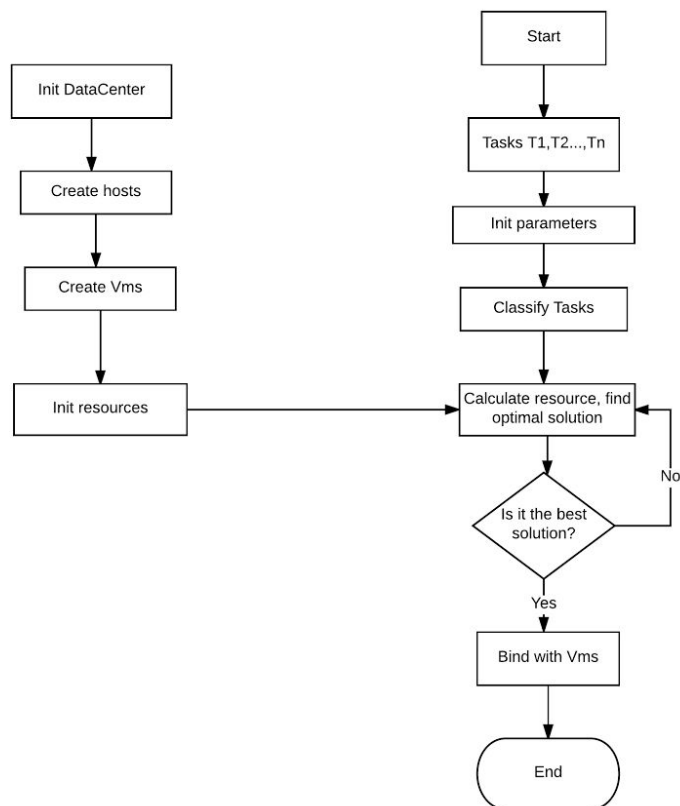 Start
Init DataCenter
Tasks T1,T2...,Tn
Create hosts
Init parameters
Create Vms
Classify Tasks
Init resources
Calculate resource, find
optimal solution
No
Is it the best
solution?
Yes
Bind with Vms
End